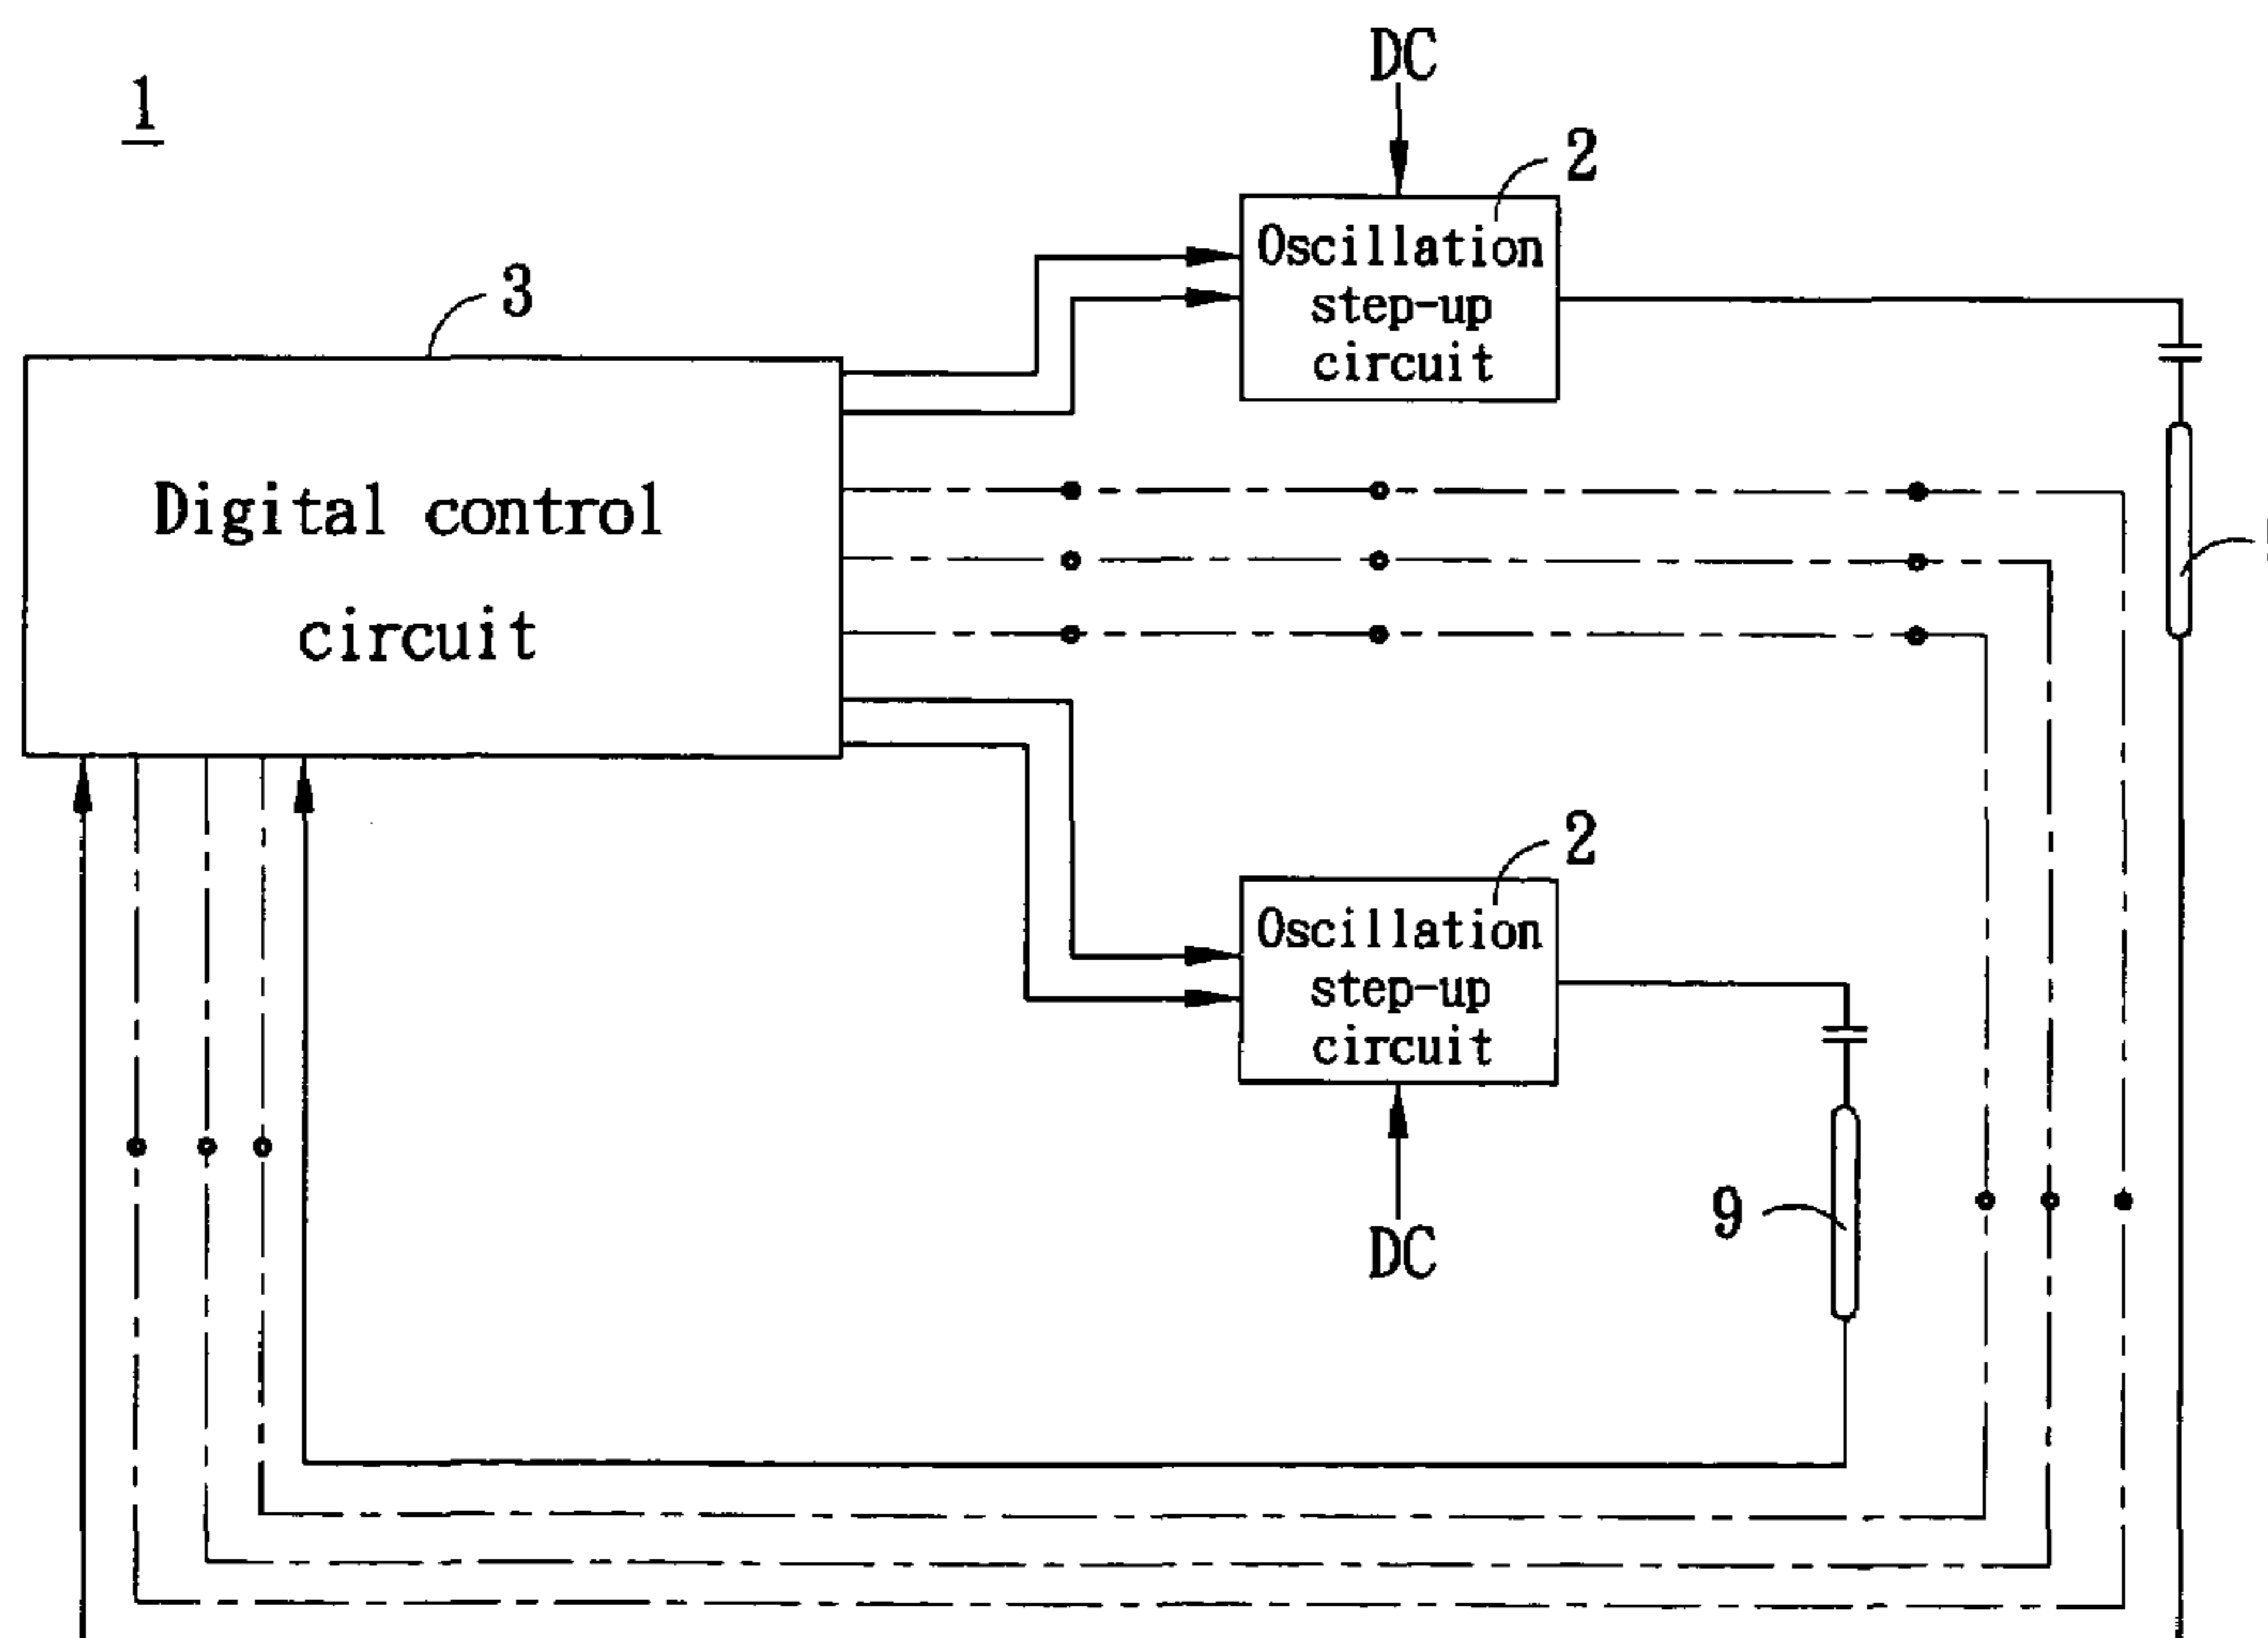 1
DC
2
Oscillation
step-up
circuit
3
Digital control
circuit
2
Oscillation
step-up
circuit
9
DC